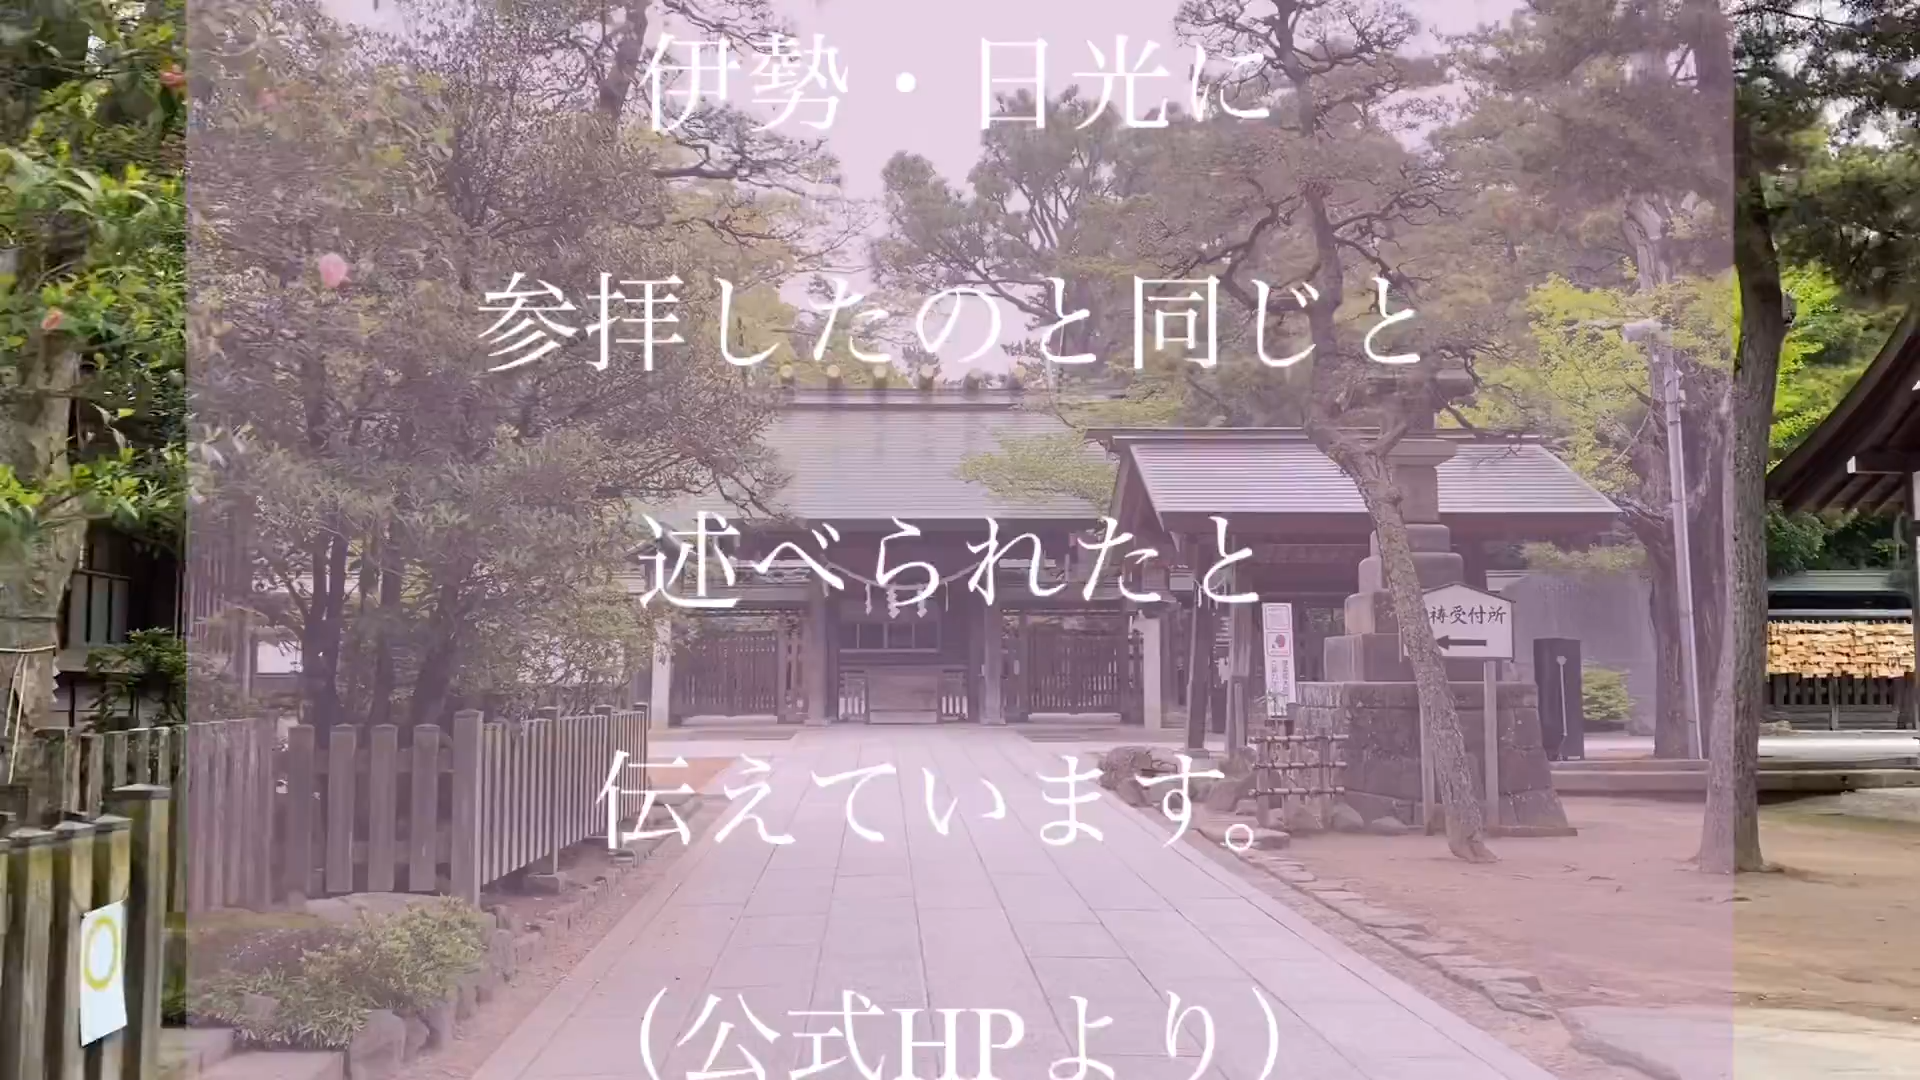 伊勢・日光に
参拝したのと同じと
述べられたと
伝えています。
（公式HPより）
祷受付所